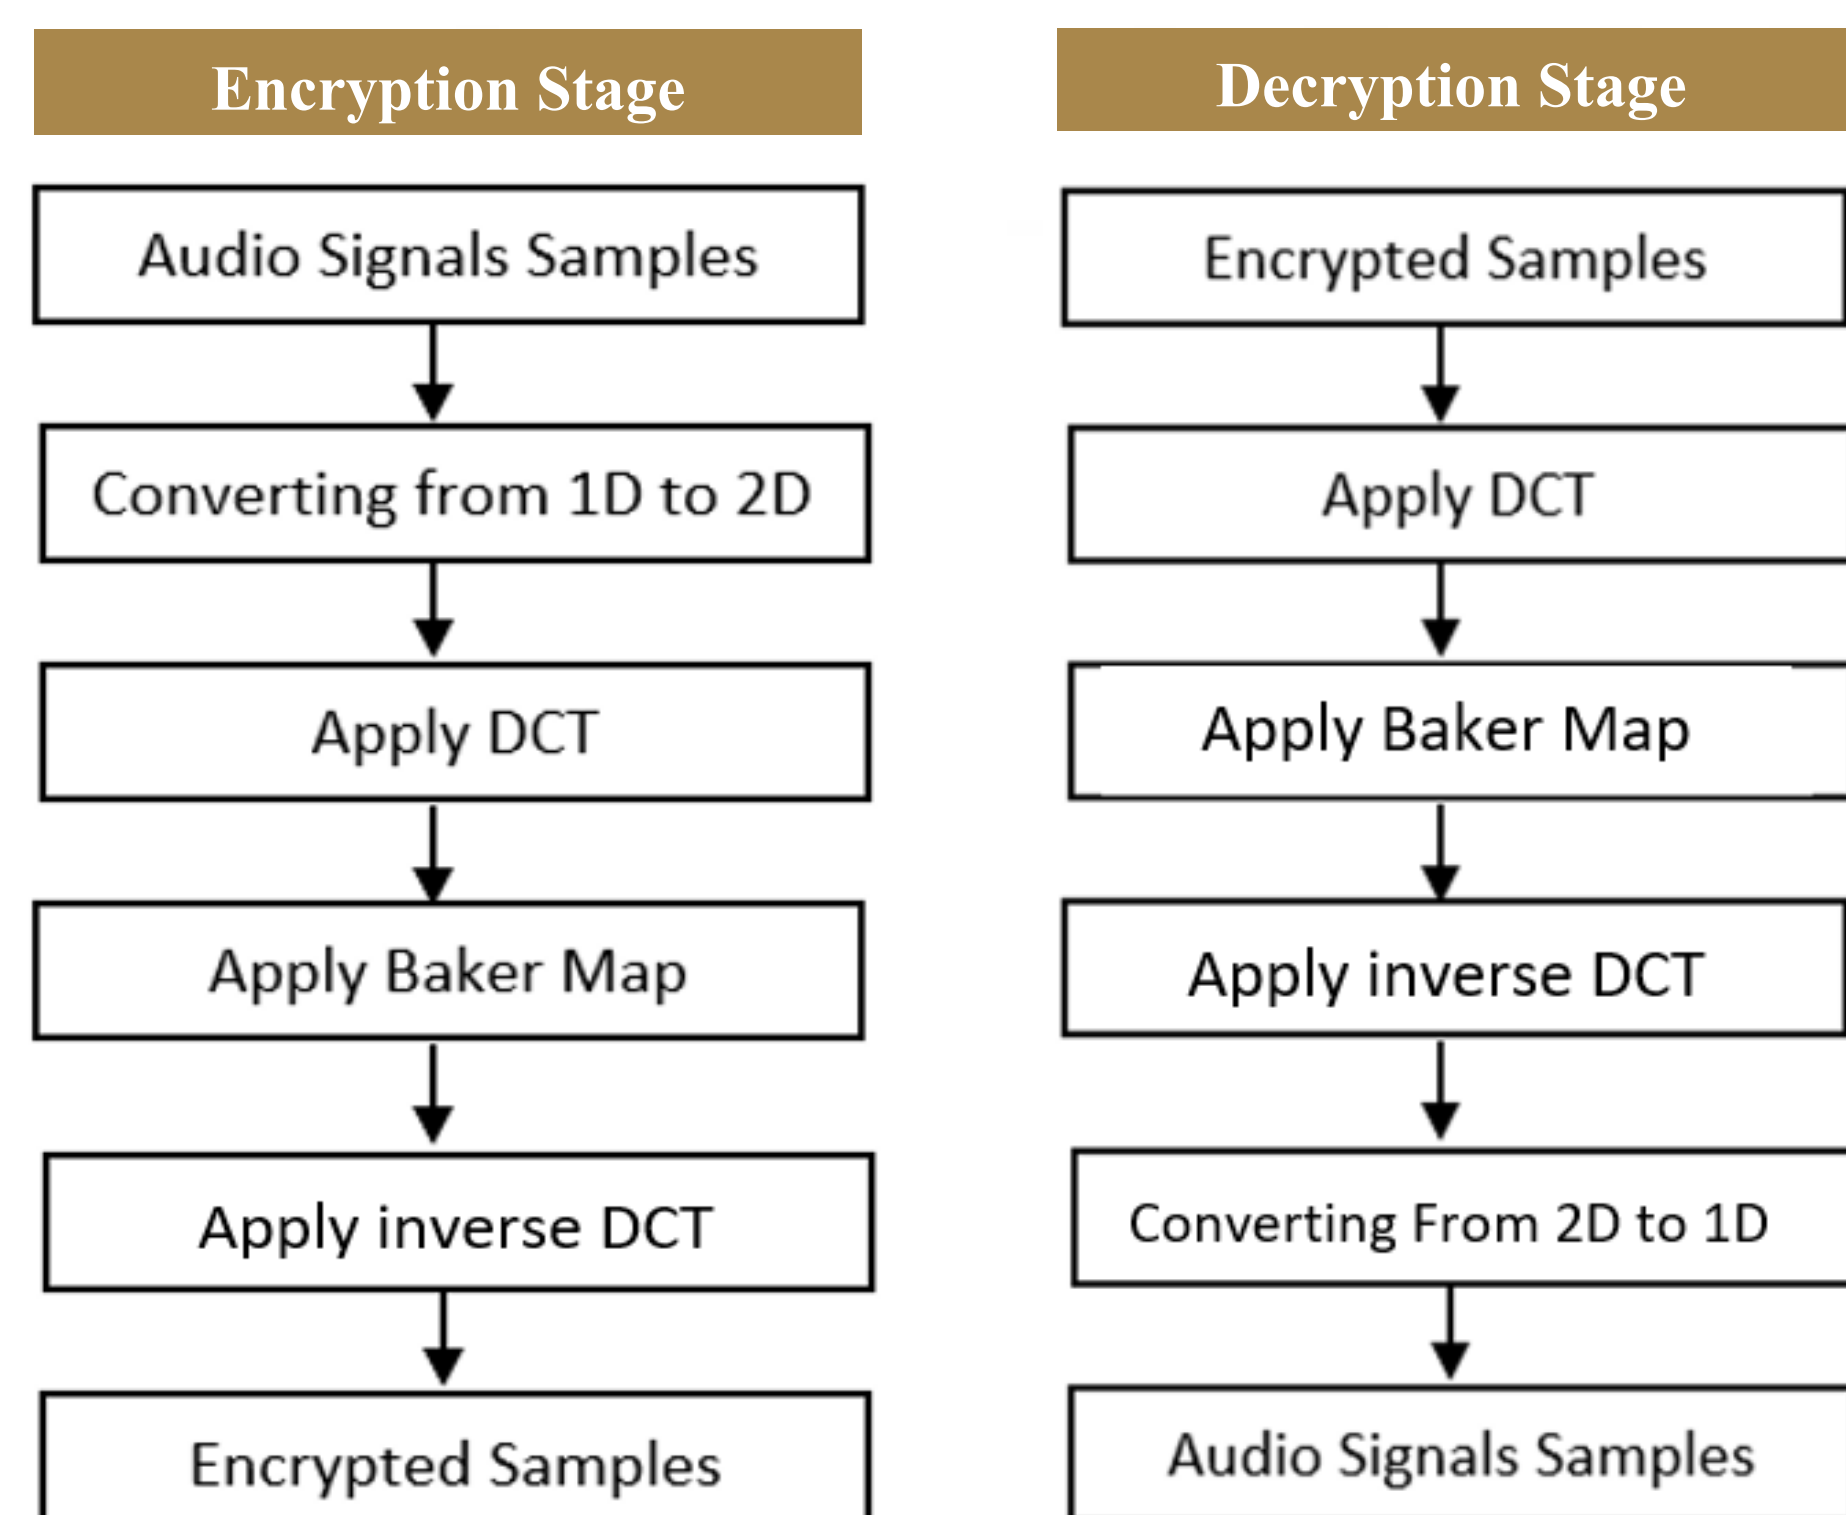 Encryption Stage
Audio Signals Samples
Converting from 1D to 2D
Apply DCT
Apply Baker Map
Apply inverse DCT
Encrypted Samples
Decryption Stage
Encrypted Samples
Apply DCT
Apply Baker Map
Apply inverse DCT
Converting From 2D to 1D
Audio Signals Samples